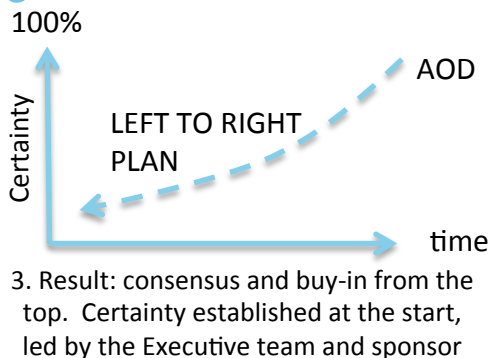 100%
AOD
LEFT TO RIGHT
PLAN
Certainty
time
3. Result: consensus and buy-in from the
top.  Certainty established at the start,
led by the Executive team and sponsor